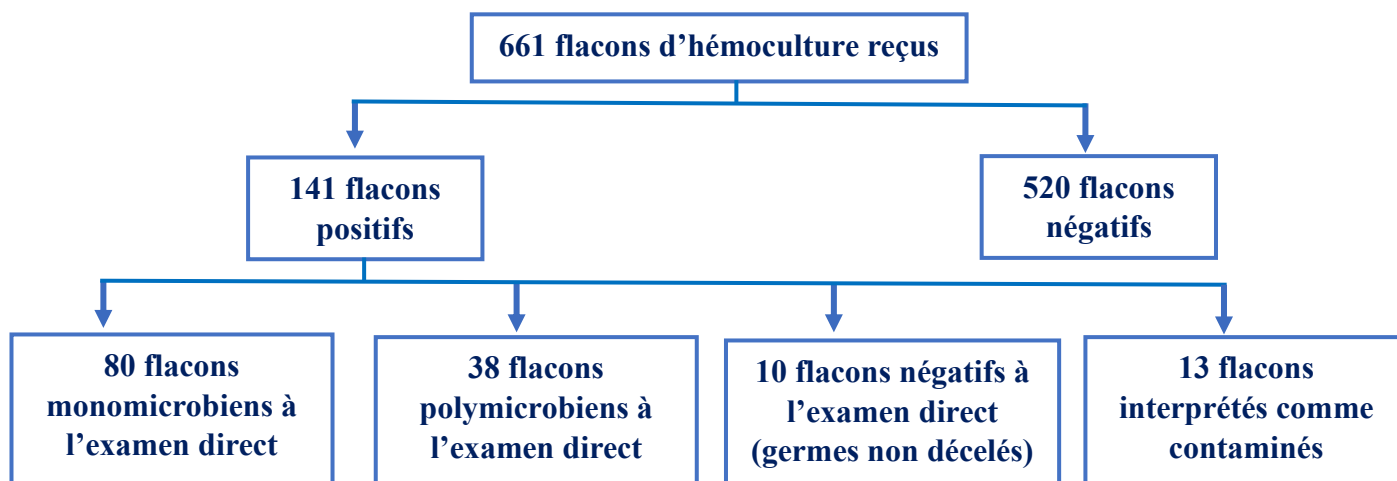 661 flacons d’hémoculture reçus
141 flacons
positifs
520 flacons
négatifs
80 flacons
monomicrobiens à
l’examen direct
38 flacons
polymicrobiens à
l’examen direct
10 flacons négatifs à
l’examen direct
(germes non décelés)
13 flacons
interprétés comme
contaminés